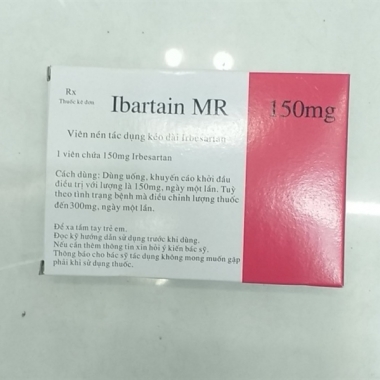 Rx
Thuốc kê đơn
Ibartain MR 150mg
Viên nén tác dụng kéo dài Irbesartan
1 viên chứa 150mg Irbesartan
Cách dùng: Dùng uống, khuyến cáo khởi đầu
điều trị với lượng là 150mg, ngày một lần. Tuỳ
theo tình trạng bệnh mà điều chỉnh lượng thuốc
đến300mg, ngày một lần.
Để xa tầm tay trẻ em.
Đọc kỹ hướng dẫn sử dụng trước khi dùng.
Nếu cần thêm thông tin xin hỏi ý kiến bác sỹ.
Thông báo cho bác sỹ tác dụng không mong muốn gặp
phải khi sử dụng thuốc.